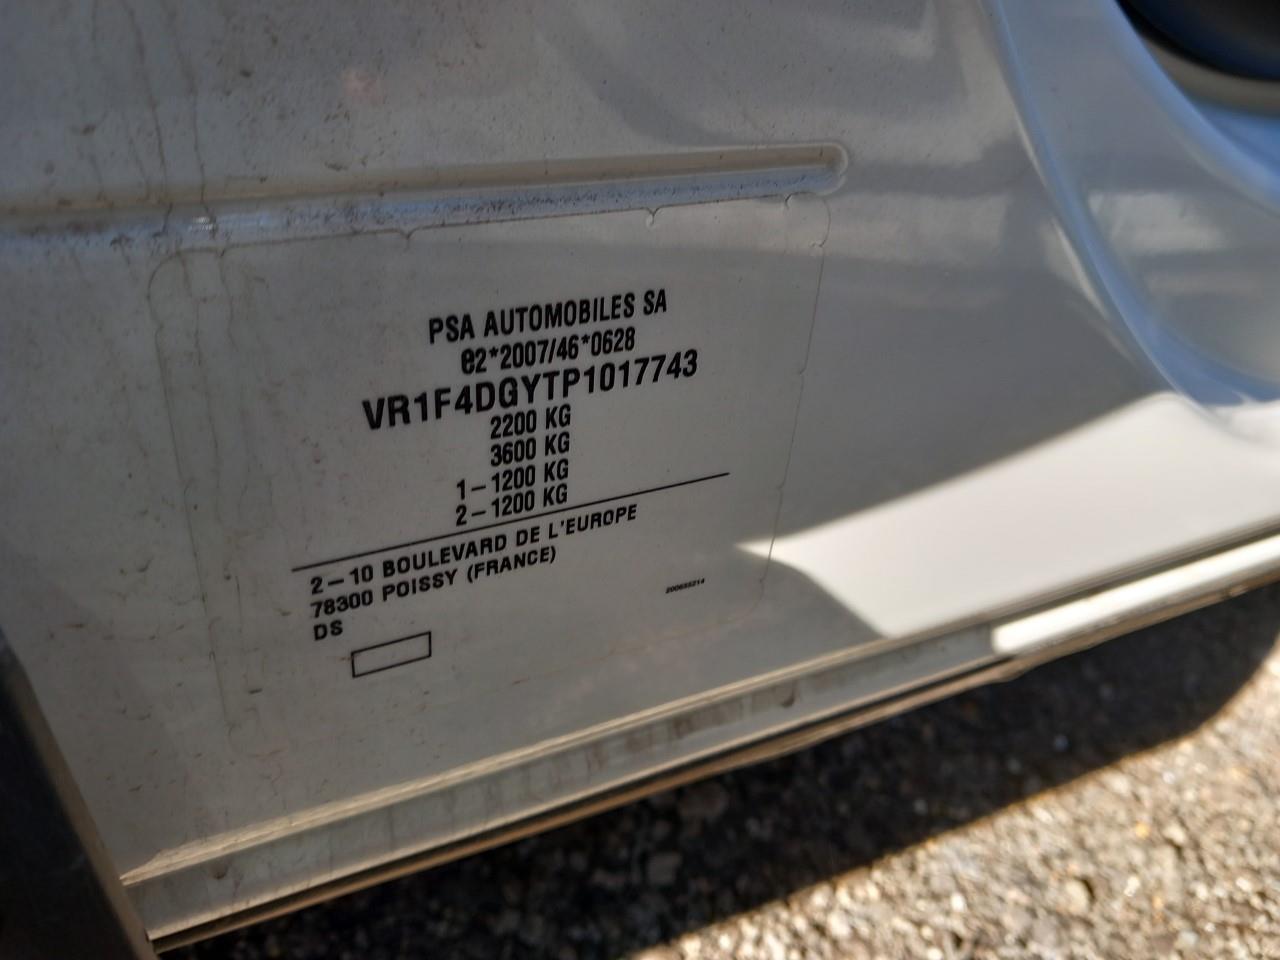 PSA AUTOMOBILES SA
e2*2007/46*0628
VR1F4DGYTP1017743
2200 KG
3600 KG
1-1200 KG
2-1200 KG
2-10 BOULEVARD DE L'EUROPE
78300 POISSY (FRANCE)
DS